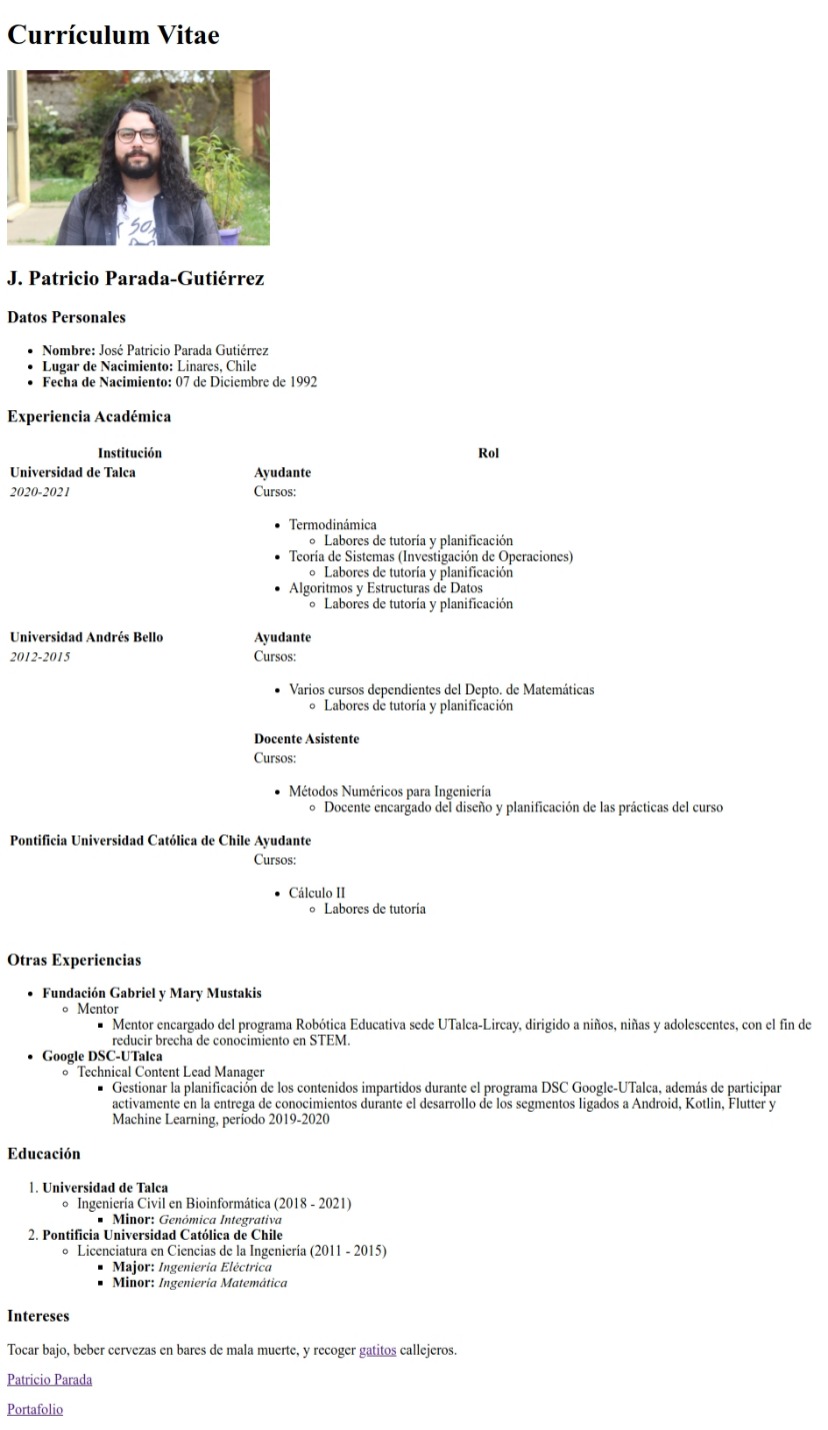 Currículum Vitae
SOY
J. Patricio Parada-Gutiérrez
Datos Personales
• Nombre: José Patricio Parada Gutiérrez
• Lugar de Nacimiento: Linares, Chile
• Fecha de Nacimiento: 07 de Diciembre de 1992
Experiencia Académica
Institución Rol
Universidad de Talca Ayudante
2020-2021 Cursos:
• Termodinámica
◦ Labores de tutoría y planificación
• Teoría de Sistemas (Investigación de Operaciones)
◦ Labores de tutoría y planificación
• Algoritmos y Estructuras de Datos
◦ Labores de tutoría y planificación
Universidad Andrés Bello Ayudante
2012-2015 Cursos:
• Varios cursos dependientes del Depto. de Matemáticas
◦ Labores de tutoría y planificación
Docente Asistente
Cursos:
• Métodos Numéricos para Ingeniería
◦ Docente encargado del diseño y planificación de las prácticas del curso
Pontificia Universidad Católica de Chile Ayudante
Cursos:
• Cálculo II
◦ Labores de tutoría
Otras Experiencias
• Fundación Gabriel y Mary Mustakis
◦ Mentor
▪ Mentor encargado del programa Robótica Educativa sede UTalca-Lircay, dirigido a niños, niñas y adolescentes, con el fin de
reducir brecha de conocimiento en STEM.
• Google DSC-UTalca
◦ Technical Content Lead Manager
▪ Gestionar la planificación de los contenidos impartidos durante el programa DSC Google-UTalca, además de participar
activamente en la entrega de conocimientos durante el desarrollo de los segmentos ligados a Android, Kotlin, Flutter y
Machine Learning, período 2019-2020
Educación
1. Universidad de Talca
◦ Ingeniería Civil en Bioinformática (2018 - 2021)
▪ Minor: Genómica Integrativa
2. Pontificia Universidad Católica de Chile
◦ Licenciatura en Ciencias de la Ingeniería (2011 - 2015)
▪ Major: Ingeniería Eléctrica
▪ Minor: Ingeniería Matemática
Intereses
Tocar bajo, beber cervezas en bares de mala muerte, y recoger gatitos callejeros.
Patricio Parada
Portafolio